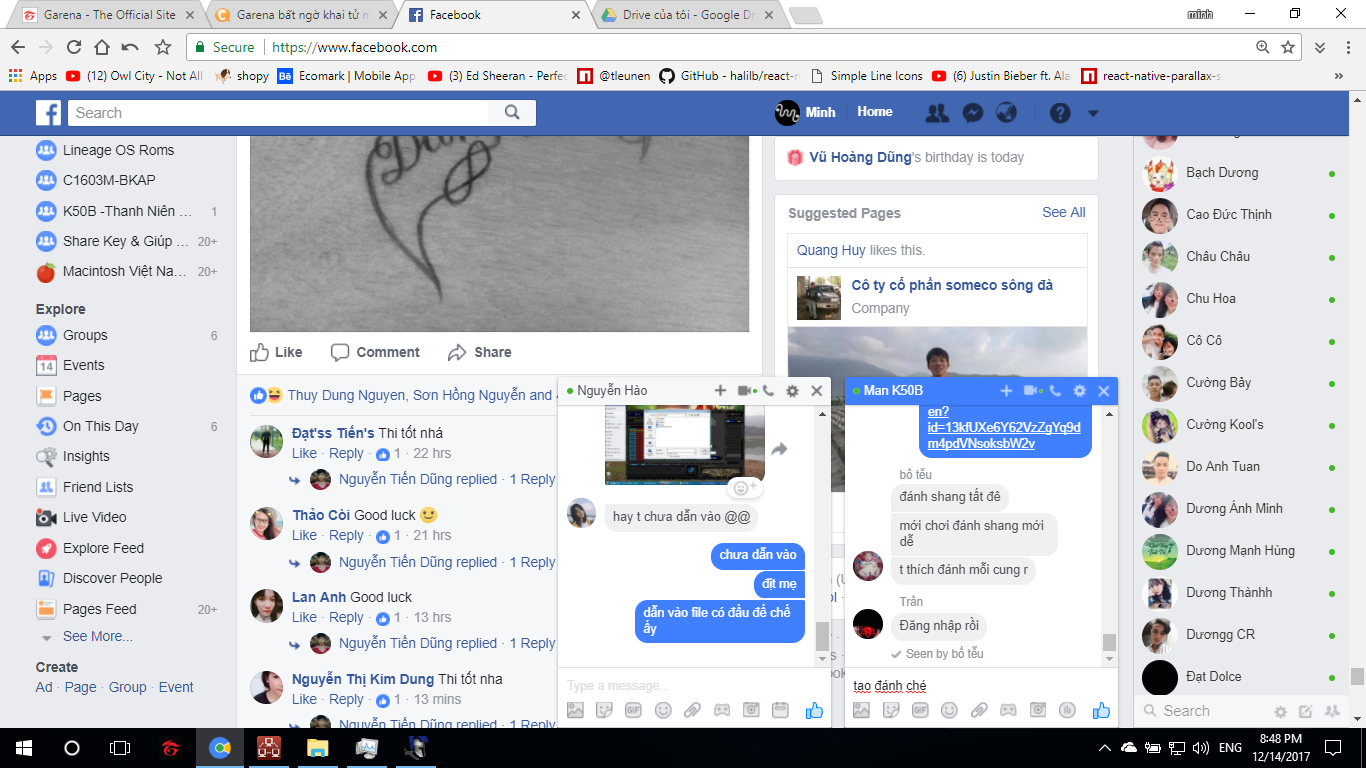 Garena - The Official Site
Garena bất ngờ khai tử m
Facebook
Drive của tôi - Google Dr
minh
Secure
https://www.facebook.com
Apps
(12) Owl City - Not All
shopy
Ecomark | Mobile App
(3) Ed Sheeran - Perfec
@tleunen
GitHub - halilb/react-n
Simple Line Icons
(6) Justin Bieber ft. Ala
react-native-parallax-s
Search
Minh
Home
Lineage OS Roms
C1603M-BKAP
K50B -Thanh Niên ... 1
Share Key & Giúp ... 20+
Macintosh Việt Na... 20+
Explore
Groups 6
Events
14
Pages
On This Day 6
Insights
Friend Lists
Live Video
Explore Feed
Discover People
Pages Feed 20+
See More...
Create
Ad · Page · Group · Event
Like
Comment
Share
Thuy Dung Nguyen, Sơn Hồng Nguyễn and 4
Đạt'ss Tiến's Thi tốt nhá
Like · Reply · 1 · 22 hrs
Nguyễn Tiến Dũng replied · 1 Reply
Thảo Còi Good luck
Like · Reply · 1 · 21 hrs
Nguyễn Tiến Dũng replied · 1 Reply
Lan Anh Good luck
Like · Reply · 1 · 13 hrs
Nguyễn Tiến Dũng replied · 1 Reply
Nguyễn Thị Kim Dung Thi tốt nha
Like · Reply · 1 · 13 mins
Nguyễn Tiến Dũng replied · 1 Reply
Vũ Hoàng Dũng's birthday is today
Suggested Pages
See All
Quang Huy likes this.
Cô ty cổ phần someco sông đà
Company
Nguyễn Hào
hay t chưa dẫn vào @@
chưa dẫn vào
địt mẹ
dẫn vào file có đầu đế chế
ấy
Type a message...
GIF
Man K50B
en?
id=13kfUXe6Y62VzZgYq9d
m4pdVNsoksbW2v
bố tễu
đánh shang tất đê
mới chơi đánh shang mới
dễ
t thích đánh mỗi cung r
Trần
Đăng nhập rồi
Seen by bố tễu
tao đánh ché
GIF
Bạch Dương
Cao Đức Thịnh
Châu Châu
Chu Hoa
Cô Cô
Cường Bảy
Cường Kool's
Do Anh Tuan
Dương Ánh Minh
Dương Mạnh Hùng
Dương Thànhh
Dươngg CR
Đạt Dolce
Search
ENG
8:48 PM
12/14/2017